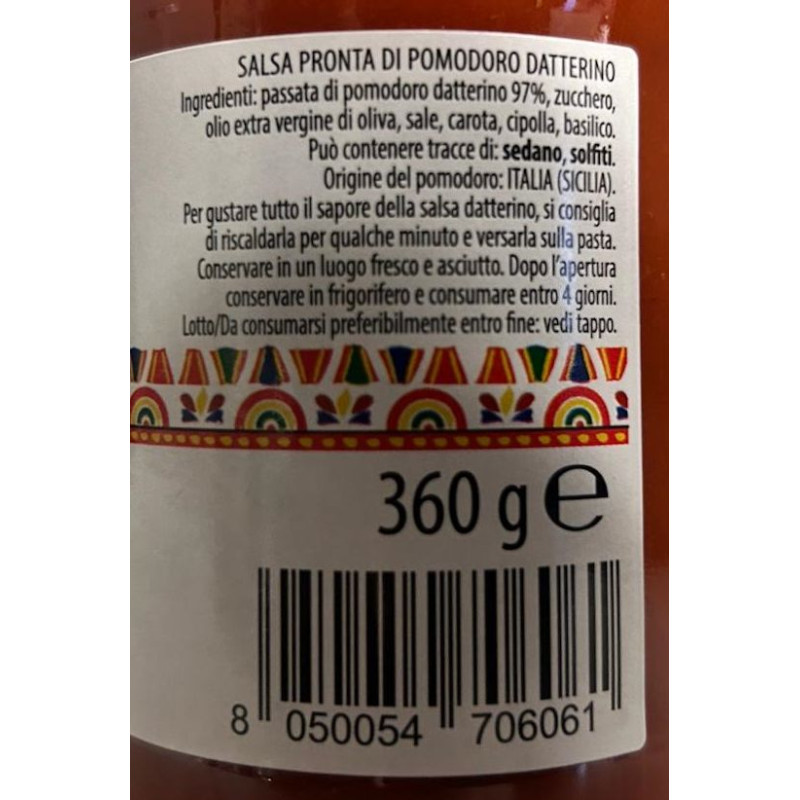 SALSA PRONTA DI POMODORO DATTERINO
Ingredienti: passata di pomodoro datterino 97%, zucchero,
olio extra vergine di oliva, sale, carota, cipolla, basilico.
Può contenere tracce di: sedano, solfiti.
Origine del pomodoro: ITALIA (SICILIA).
Per gustare tutto il sapore della salsa datterino, si consiglia
di riscaldarla per qualche minuto e versarla sulla pasta.
Conservare in un luogo fresco e asciutto. Dopo l'apertura
conservare in frigorifero e consumare entro 4 giorni.
Lotto/Da consumarsi preferibilmente entro fine: vedi tappo.
360 g ℮
8 050054 706061